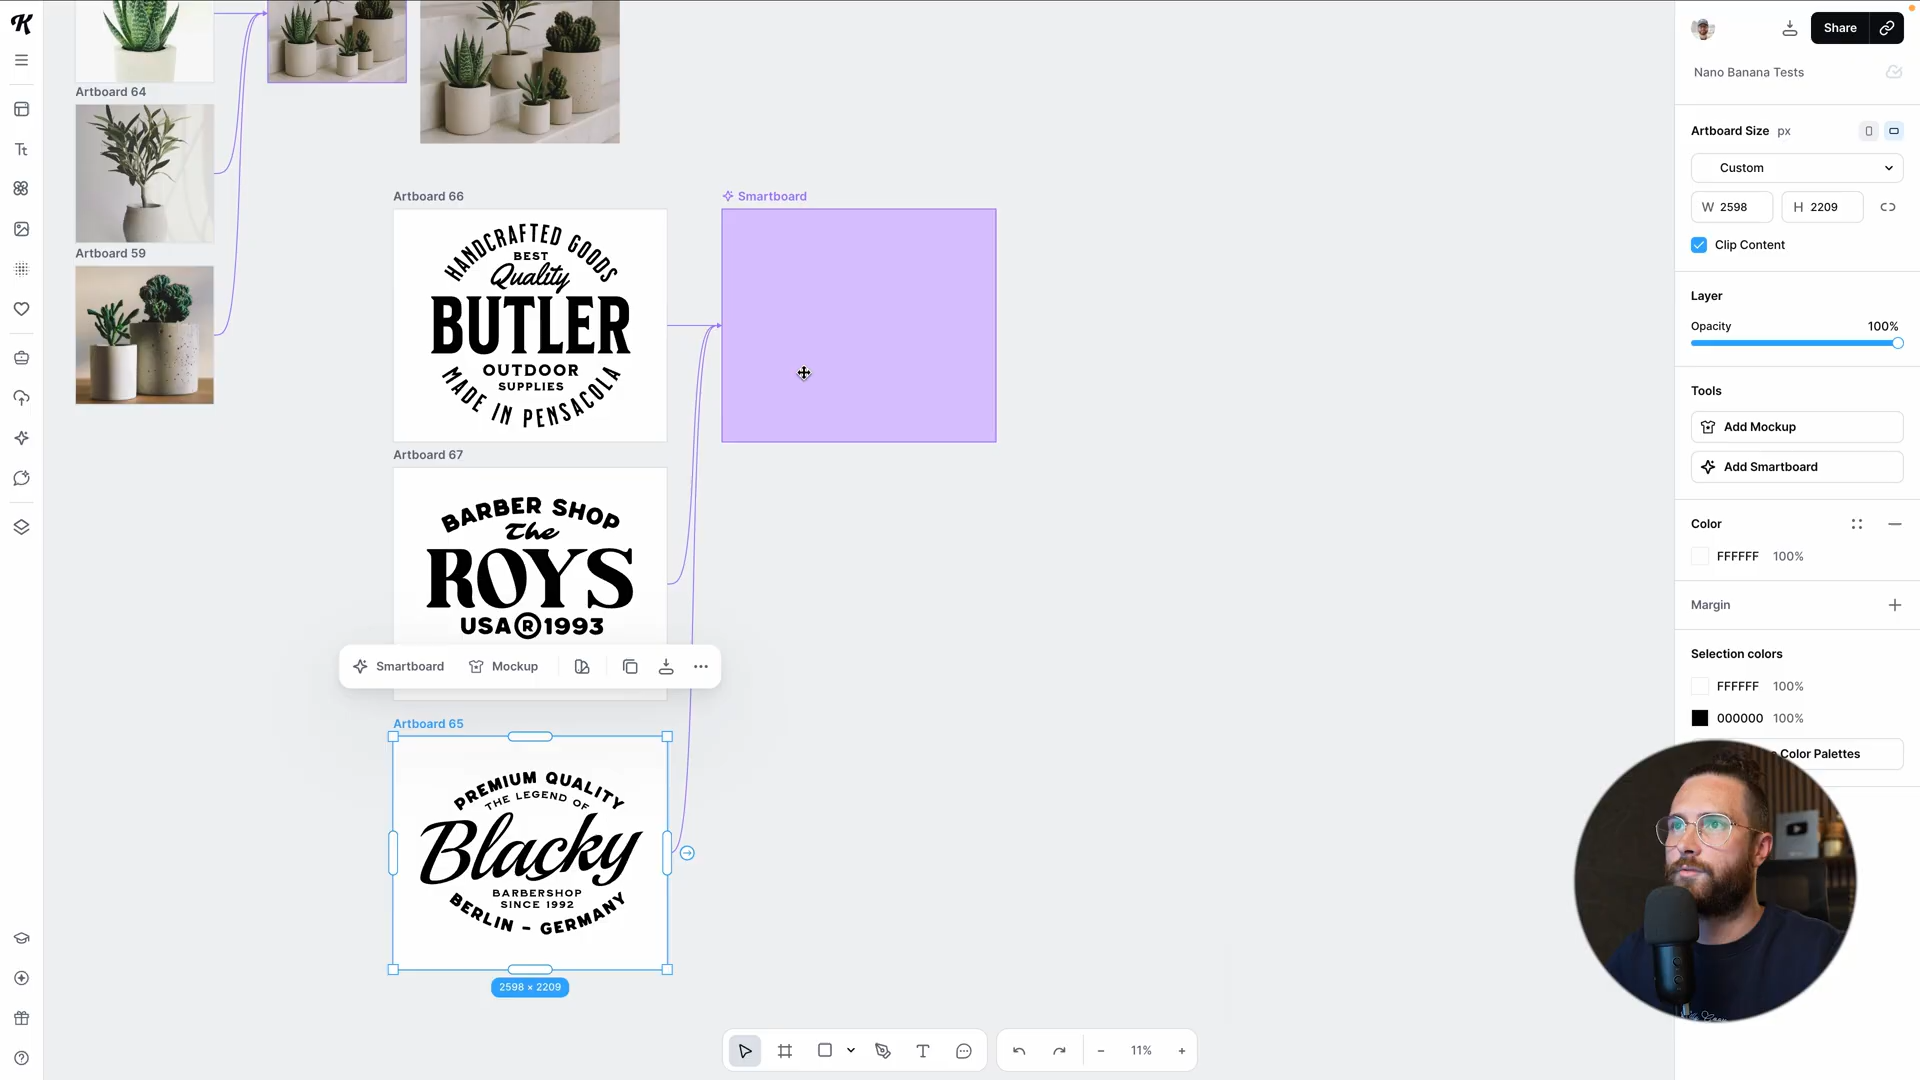 K
Share
Nano Banana Tests
Artboard 64
Artboard 59
Artboard Size px
Custom
W 2598
H 2209
Clip Content
Layer
Opacity 100%
Tools
Add Mockup
Add Smartboard
Color
FFFFFF 100%
Margin
Selection colors
FFFFFF 100%
000000 100%
Color Palettes
Artboard 66
HANDCRAFTED GOODS
BEST
Quality
BUTLER
OUTDOOR
SUPPLIES
MADE IN PENSACOLA
Smartboard
Artboard 67
BARBER SHOP
The
ROYS
USA ® 1993
Smartboard
Mockup
Artboard 65
PREMIUM QUALITY
THE LEGEND OF
Blacky
BARBERSHOP
SINCE 1992
BERLIN - GERMANY
2598 × 2209
Tt
T
11%